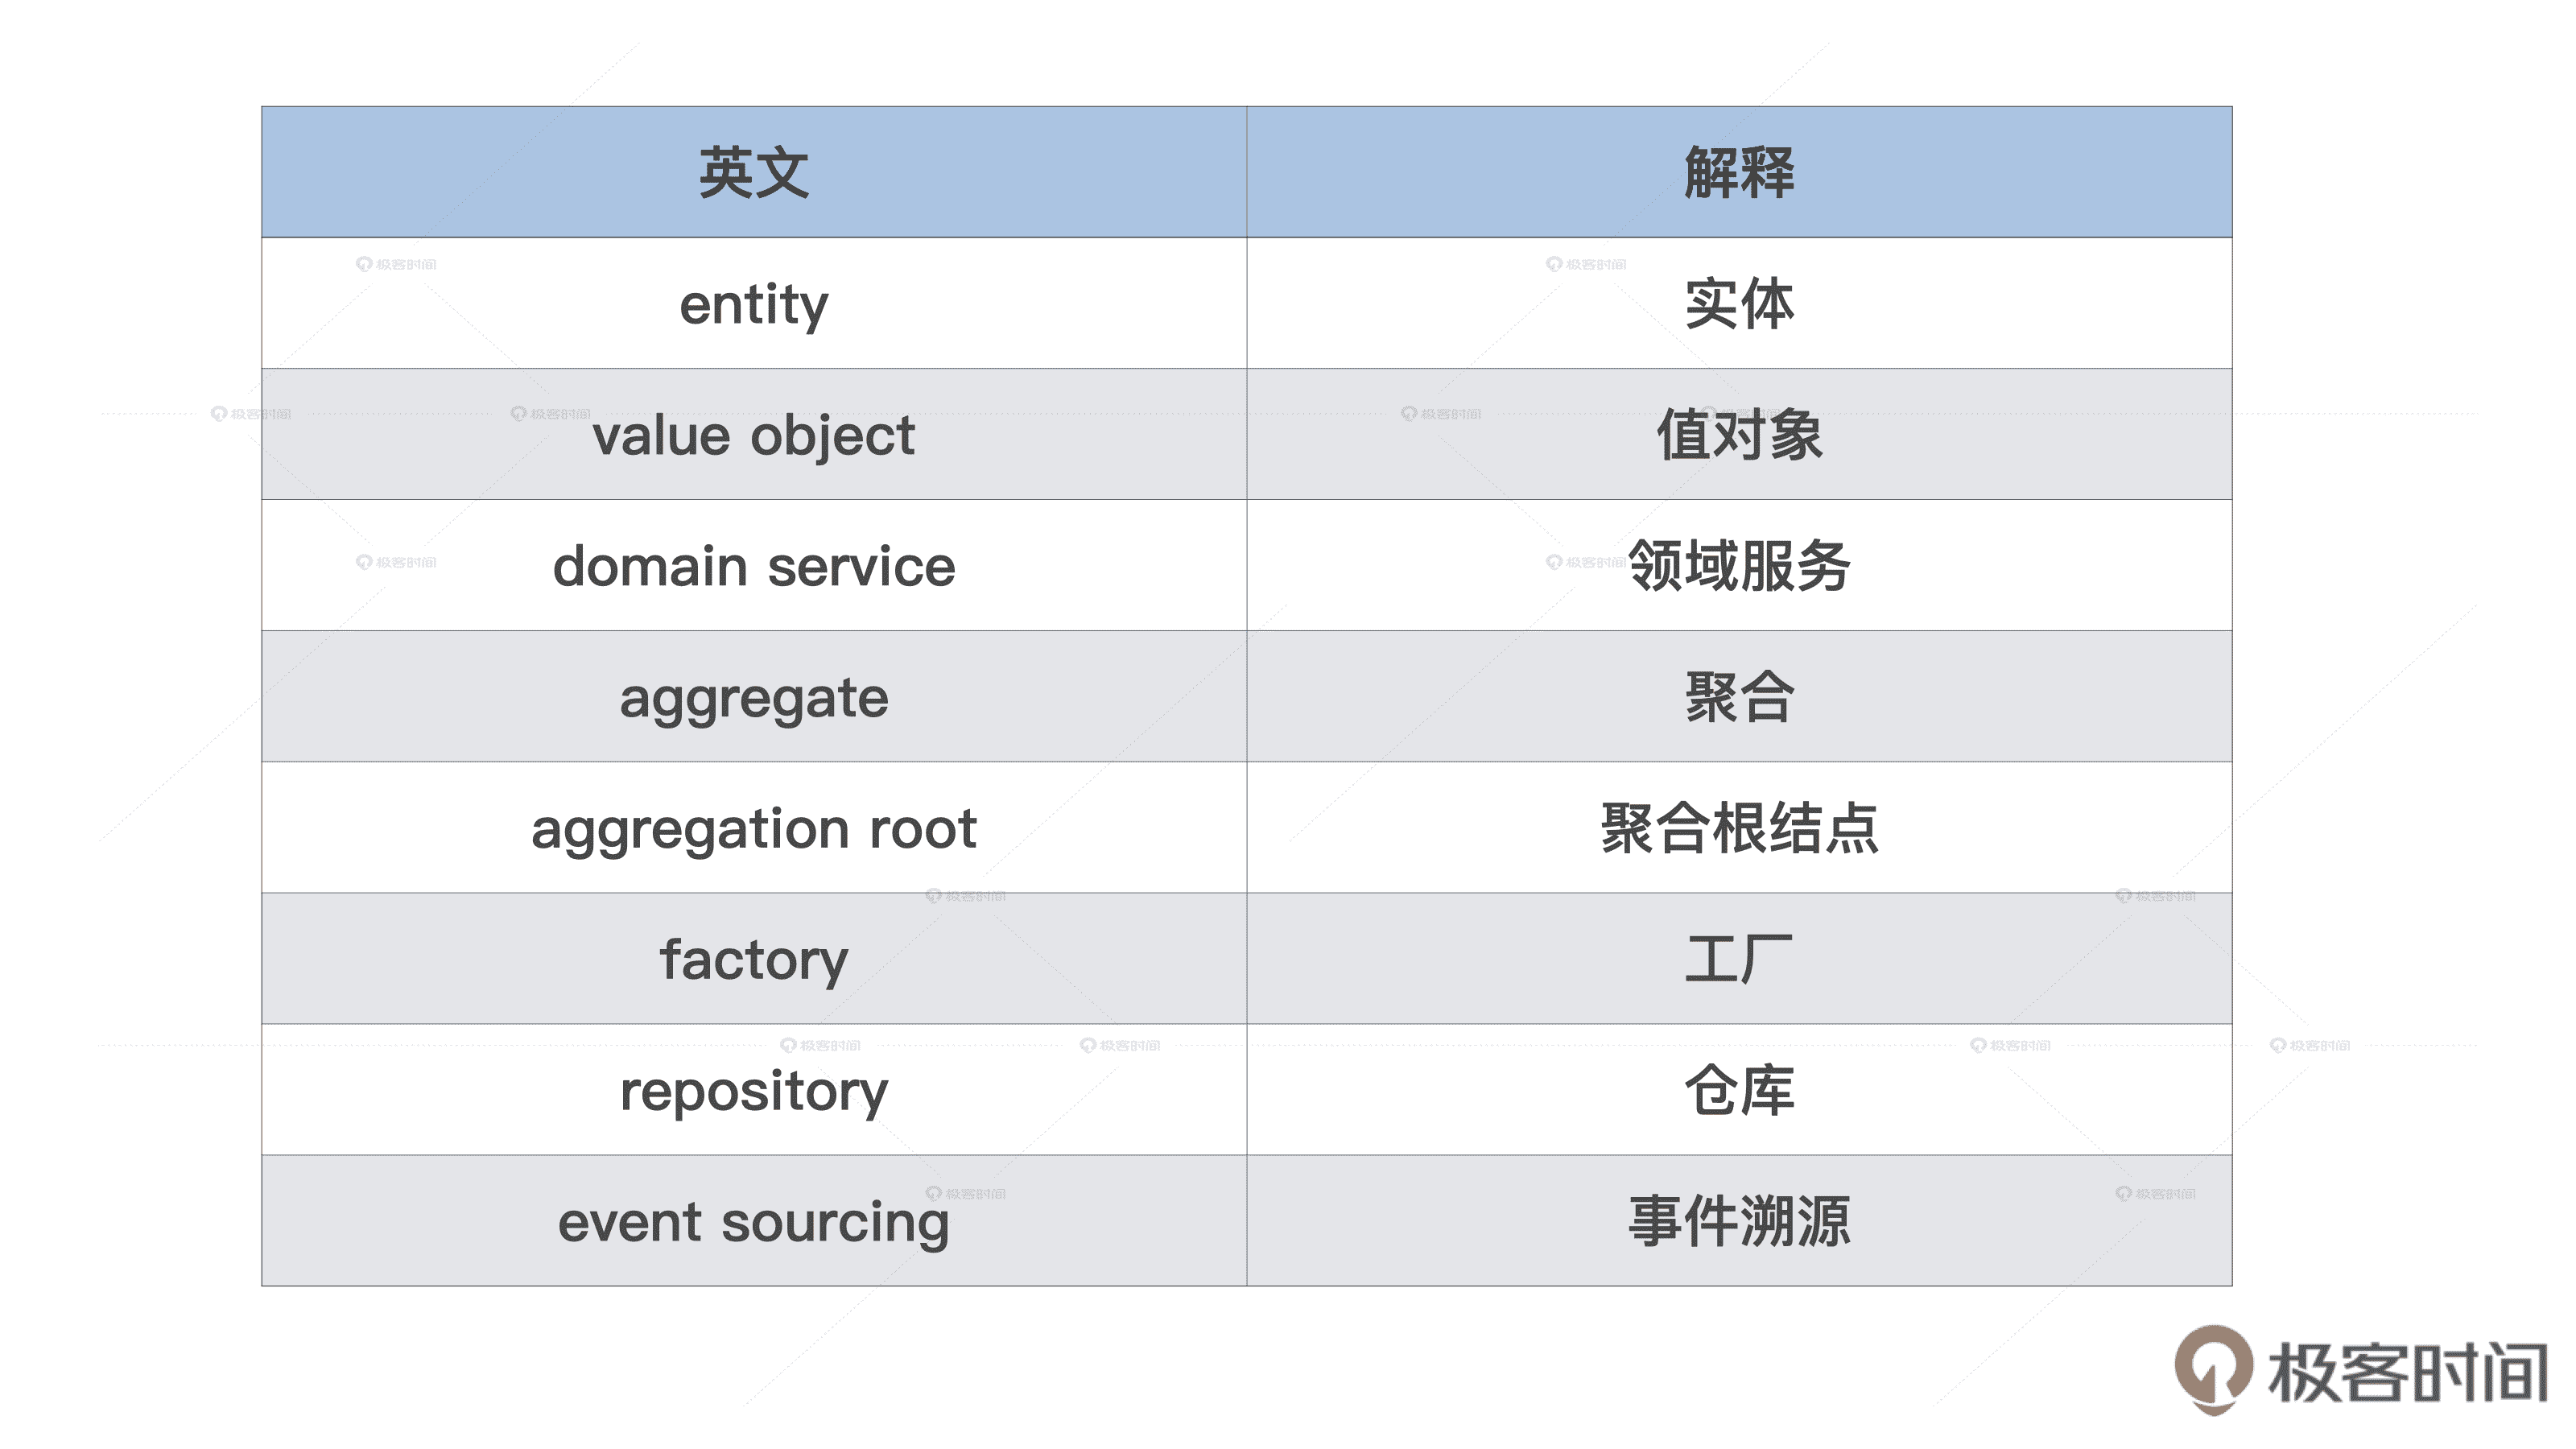 英文 解释
entity 实体
value object 值对象
domain service 领域服务
aggregate 聚合
aggregation root 聚合根结点
factory 工厂
repository 仓库
event sourcing 事件溯源
极客时间